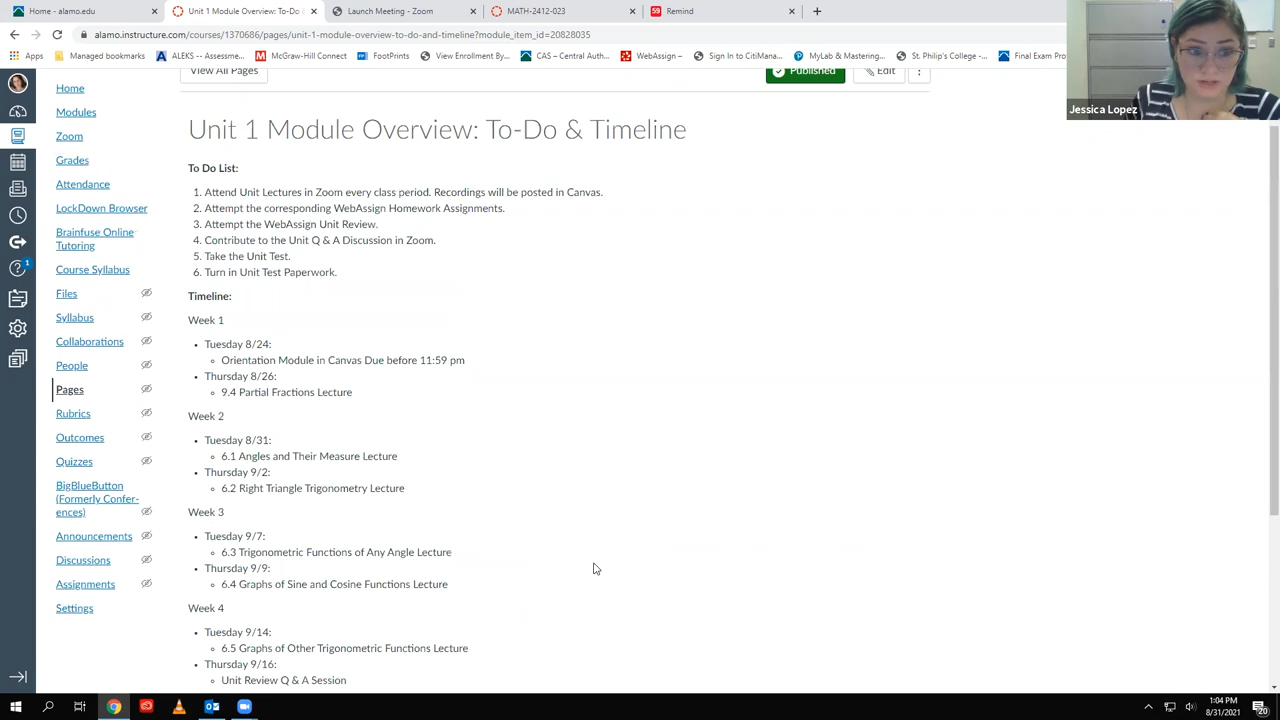 Home - alamo.edu
Unit 1 Module Overview: To-Do &
Launch Meeting - Zoom
MATH-2412-023
Remind
alamo.instructure.com/courses/1370686/pages/unit-1-module-overview-to-do-and-timeline?module_item_id=20828035
Apps
Managed bookmarks
ALEKS -- Assessme...
McGraw-Hill Connect
FootPrints
View Enrollment By...
CAS – Central Auth...
WebAssign –
Sign In to CitiMana...
MyLab & Mastering...
St. Philip's College -...
Final Exam Pro
View All Pages
Published
Edit
Home
Modules
Zoom
Grades
Attendance
LockDown Browser
Brainfuse Online
Tutoring
Course Syllabus
Files
Syllabus
Collaborations
People
Pages
Rubrics
Outcomes
Quizzes
BigBlueButton
(Formerly Confer-
ences)
Announcements
Discussions
Assignments
Settings
Unit 1 Module Overview: To-Do & Timeline
To Do List:
1. Attend Unit Lectures in Zoom every class period. Recordings will be posted in Canvas.
2. Attempt the corresponding WebAssign Homework Assignments.
3. Attempt the WebAssign Unit Review.
4. Contribute to the Unit Q & A Discussion in Zoom.
5. Take the Unit Test.
6. Turn in Unit Test Paperwork.
Timeline:
Week 1
• Tuesday 8/24:
◦ Orientation Module in Canvas Due before 11:59 pm
• Thursday 8/26:
◦ 9.4 Partial Fractions Lecture
Week 2
• Tuesday 8/31:
◦ 6.1 Angles and Their Measure Lecture
• Thursday 9/2:
◦ 6.2 Right Triangle Trigonometry Lecture
Week 3
• Tuesday 9/7:
◦ 6.3 Trigonometric Functions of Any Angle Lecture
• Thursday 9/9:
◦ 6.4 Graphs of Sine and Cosine Functions Lecture
Week 4
• Tuesday 9/14:
◦ 6.5 Graphs of Other Trigonometric Functions Lecture
• Thursday 9/16:
◦ Unit Review Q & A Session
Jessica Lopez
1
1:04 PM
8/31/2021
20